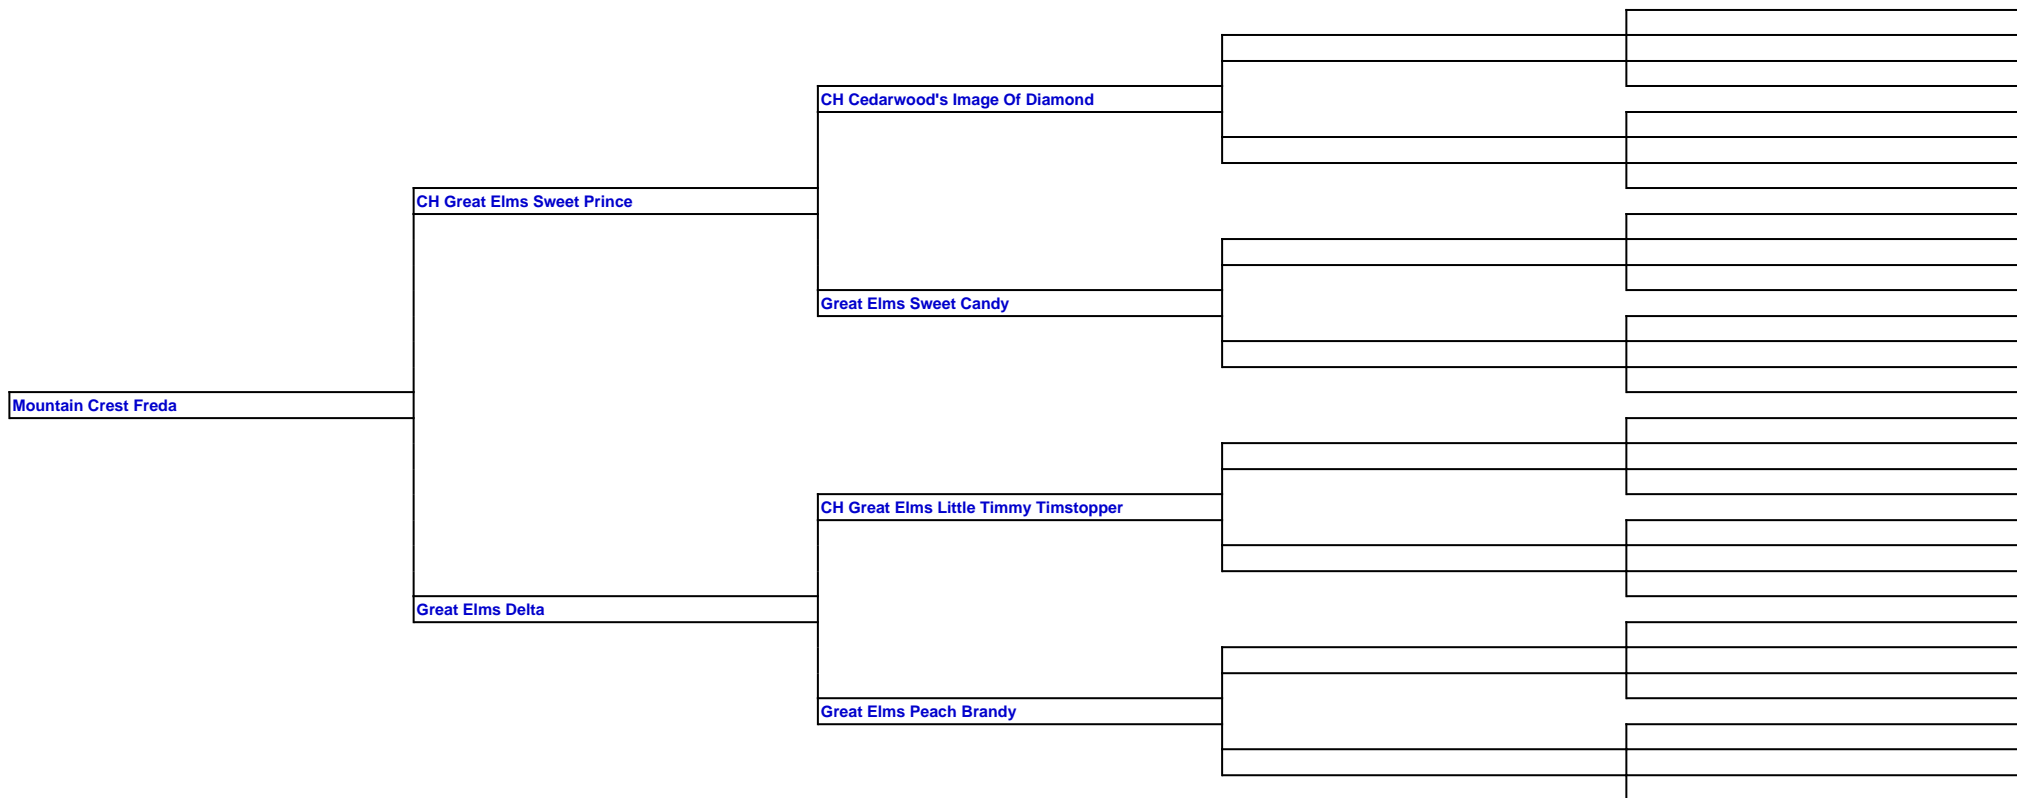 CH Cedarwood's Image Of Diamond
CH Great Elms Sweet Prince
Great Elms Sweet Candy
Mountain Crest Freda
CH Great Elms Little Timmy Timstopper
Great Elms Delta
Great Elms Peach Brandy